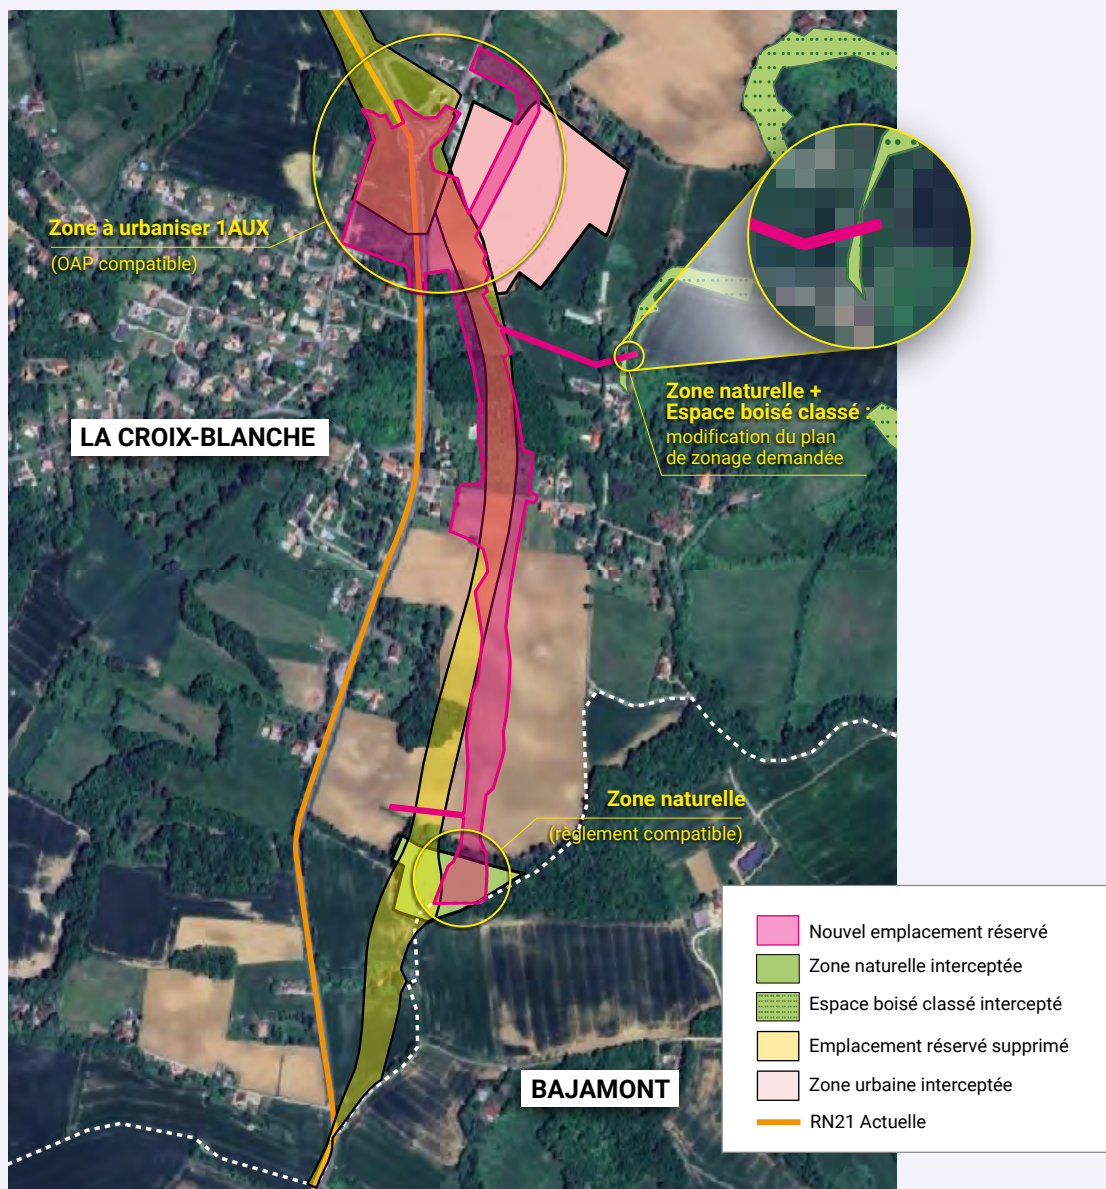 Zone à urbaniser 1AUX
(OAP compatible)
LA CROIX-BLANCHE
Zone naturelle +
Espace boisé classé :
modification du plan
de zonage demandée
Zone naturelle
(règlement compatible)
BAJAMONT
Nouvel emplacement réservé
Zone naturelle interceptée
Espace boisé classé intercepté
Emplacement réservé supprimé
Zone urbaine interceptée
RN21 Actuelle